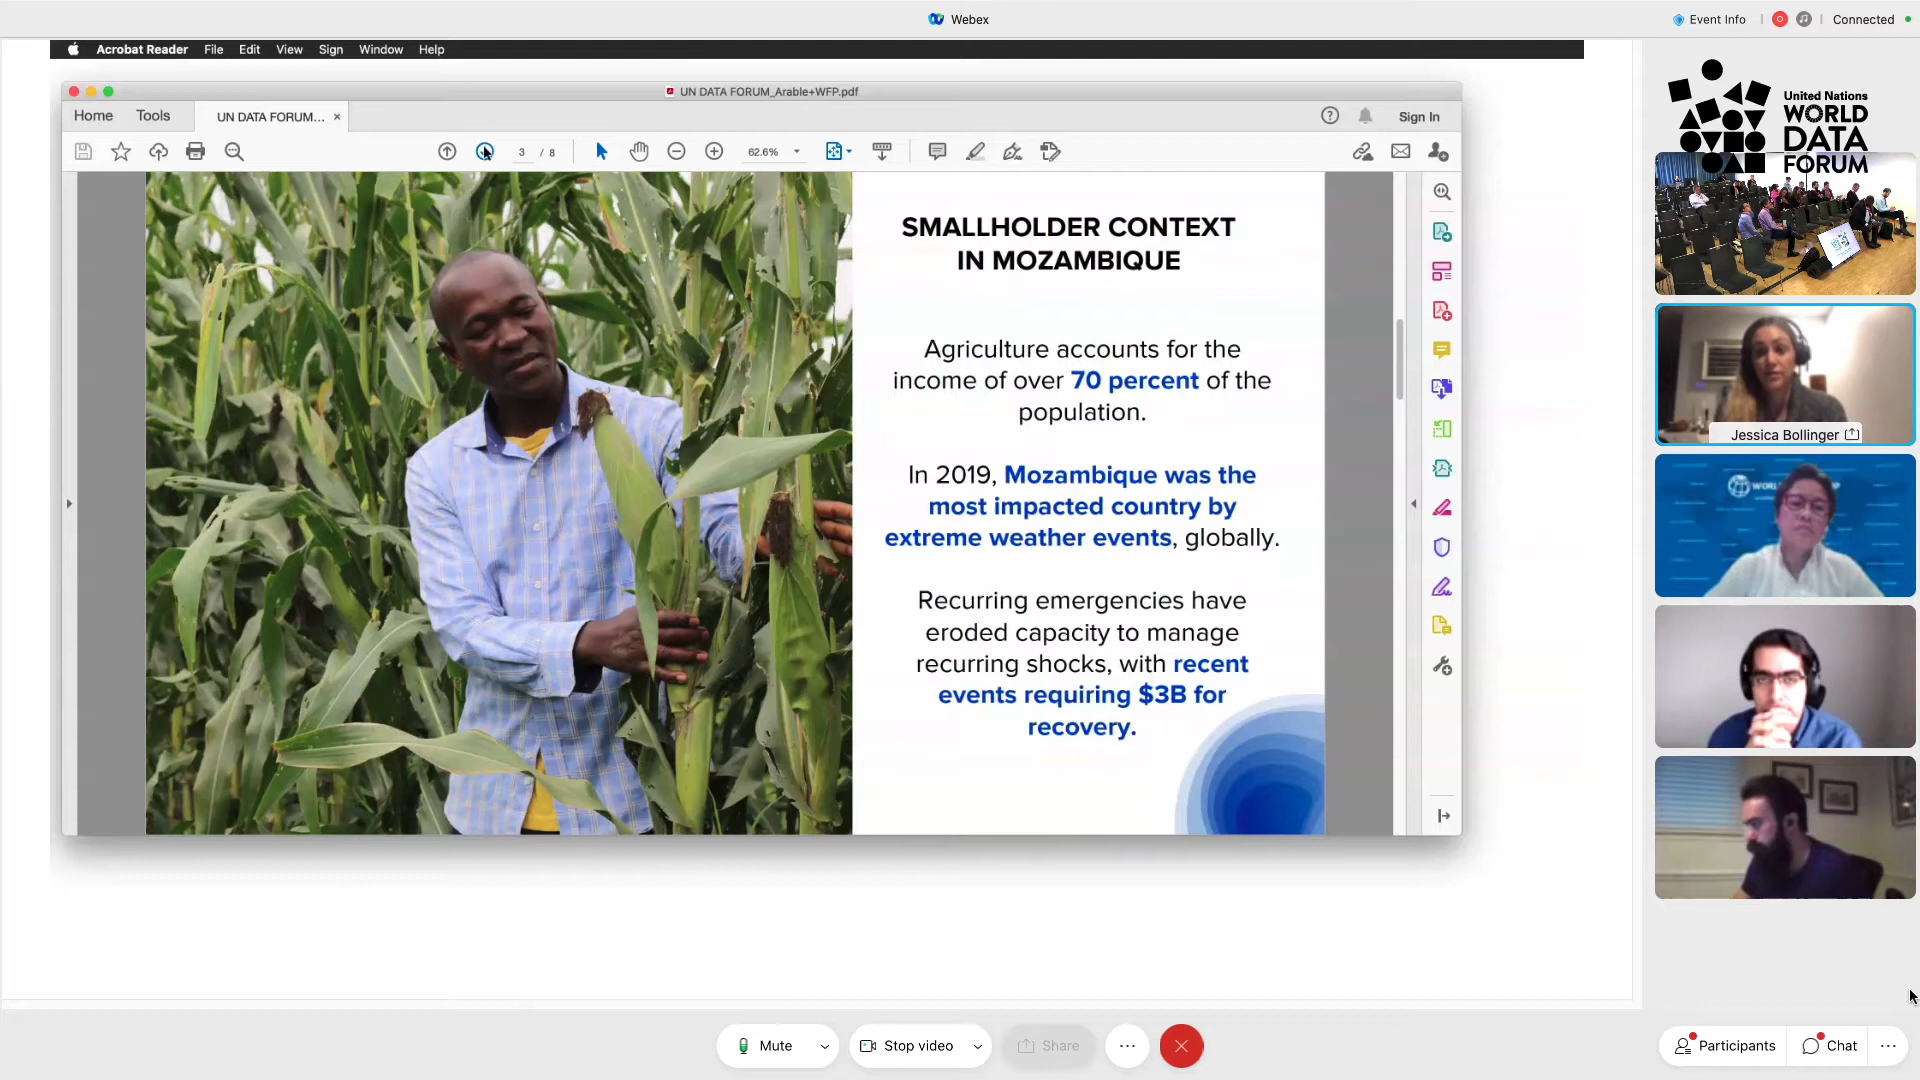 Webex
Event Info
Connected
Acrobat Reader File Edit View Sign Window Help
UN DATA FORUM_Arable+WFP.pdf
Home Tools UN DATA FORUM... ×
Sign In
3 / 8
62.6%
SMALLHOLDER CONTEXT
IN MOZAMBIQUE
Agriculture accounts for the
income of over 70 percent of the
population.
In 2019, Mozambique was the
most impacted country by
extreme weather events, globally.
Recurring emergencies have
eroded capacity to manage
recurring shocks, with recent
events requiring $3B for
recovery.
United Nations
WORLD
DATA
FORUM
Jessica Bollinger
Mute
Stop video
Share
Participants
Chat